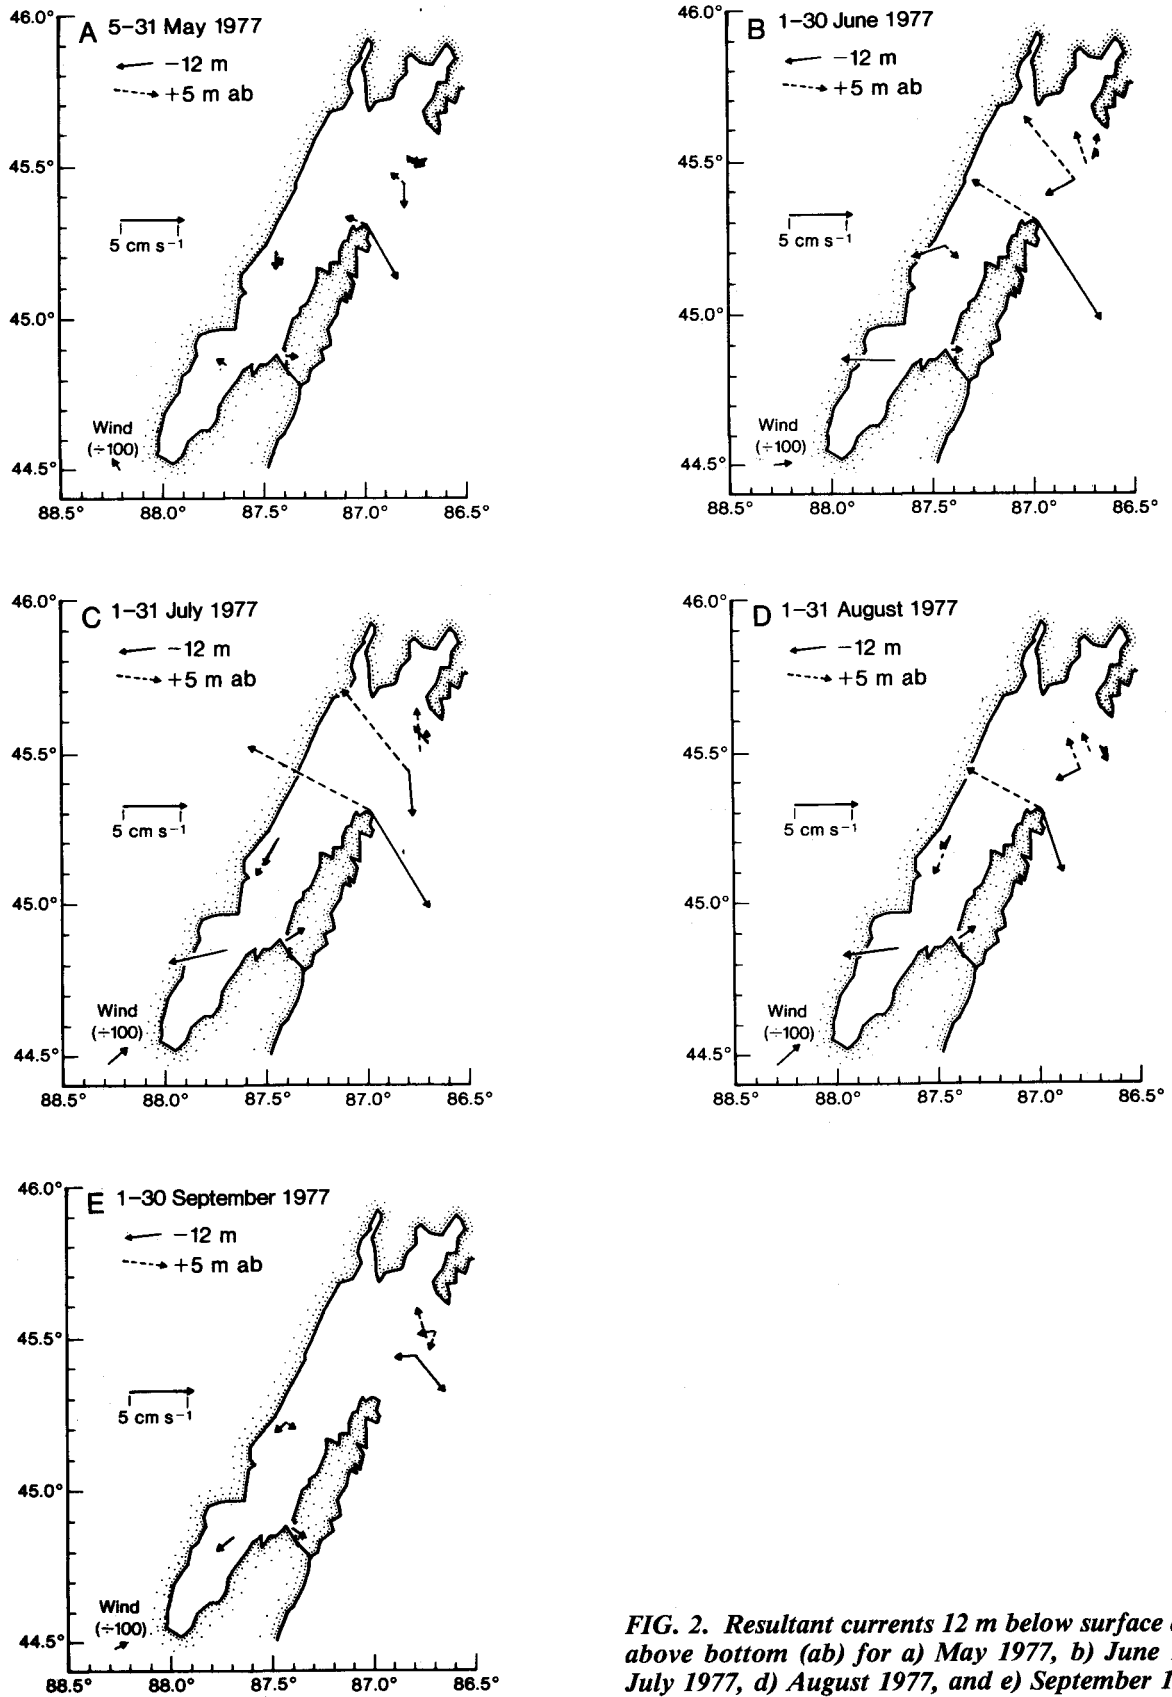 A 5–31 May 1977
−12 m
+5 m ab
46.0°
45.5°
45.0°
44.5°
5 cm s−1
Wind
(÷100)
88.5° 88.0° 87.5° 87.0° 86.5°
B 1–30 June 1977
−12 m
+5 m ab
46.0°
45.5°
45.0°
44.5°
5 cm s−1
Wind
(÷100)
88.5° 88.0° 87.5° 87.0° 86.5°
C 1–31 July 1977
−12 m
+5 m ab
46.0°
45.5°
45.0°
44.5°
5 cm s−1
Wind
(÷100)
88.5° 88.0° 87.5° 87.0° 86.5°
D 1–31 August 1977
−12 m
+5 m ab
46.0°
45.5°
45.0°
44.5°
5 cm s−1
Wind
(÷100)
88.5° 88.0° 87.5° 87.0° 86.5°
E 1–30 September 1977
−12 m
+5 m ab
46.0°
45.5°
45.0°
44.5°
5 cm s−1
Wind
(÷100)
88.5° 88.0° 87.5° 87.0° 86.5°
FIG. 2. Resultant currents 12 m below surface
above bottom (ab) for a) May 1977, b) June
July 1977, d) August 1977, and e) September